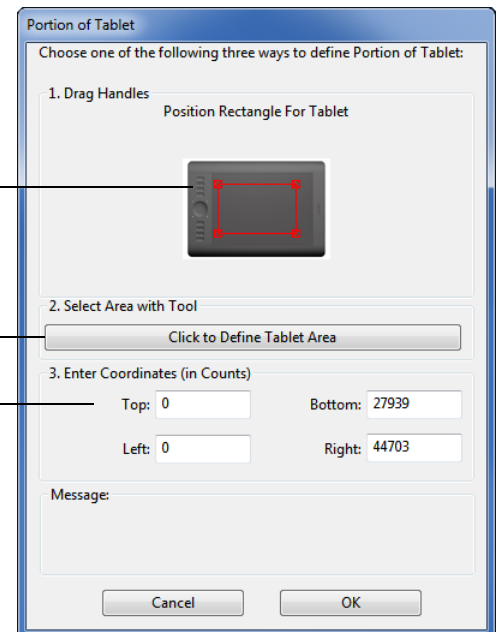 Portion of Tablet
Choose one of the following three ways to define Portion of Tablet:
1. Drag Handles
Position Rectangle For Tablet
2. Select Area with Tool
Click to Define Tablet Area
3. Enter Coordinates (in Counts)
Top: 0 Bottom: 27939
Left: 0 Right: 44703
Message:
Cancel OK